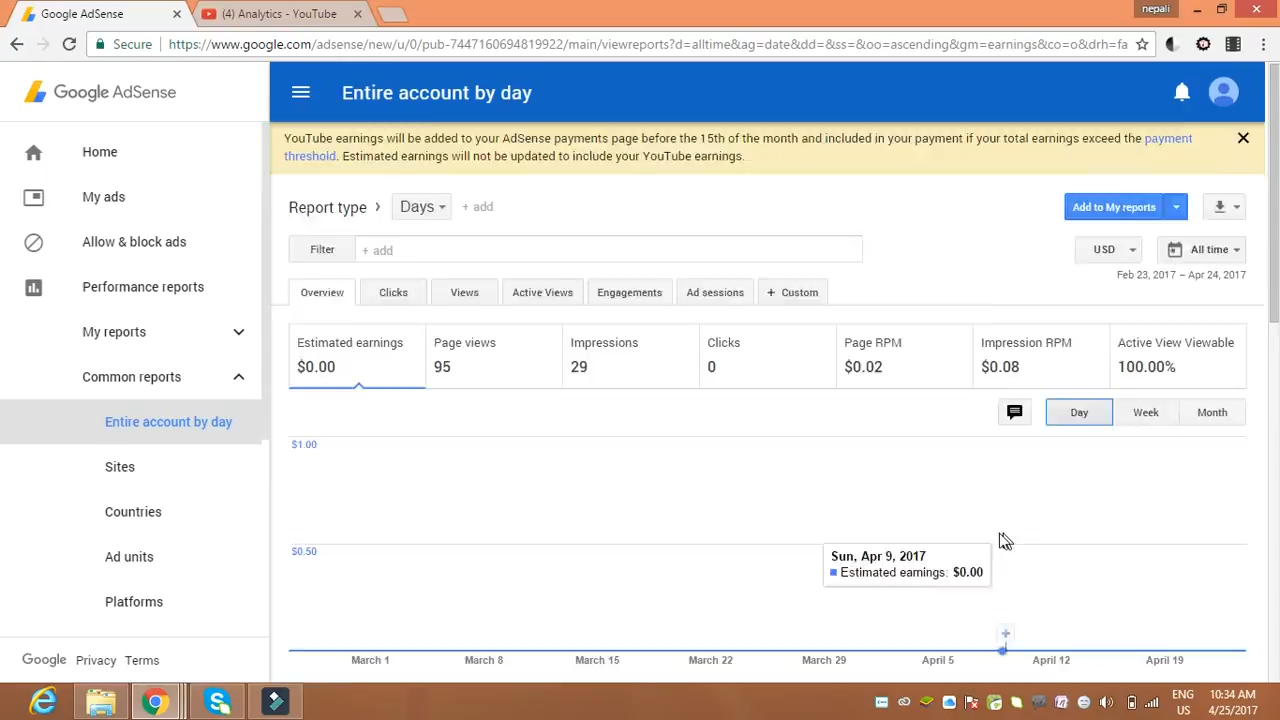 Google AdSense
(4) Analytics - YouTube
nepali
Secure
https://www.google.com/adsense/new/u/0/pub-7447160694819922/main/viewreports?d=alltime&ag=date&dd=&ss=&oo=ascending&gm=earnings&co=o&drh=fa
Google AdSense
Entire account by day
YouTube earnings will be added to your AdSense payments page before the 15th of the month and included in your payment if your total earnings exceed the payment
threshold. Estimated earnings will not be updated to include your YouTube earnings.
Home
My ads
Allow & block ads
Performance reports
My reports
Common reports
Entire account by day
Sites
Countries
Ad units
Platforms
Google Privacy Terms
Report type › Days + add
Add to My reports
Filter + add
USD All time
Feb 23, 2017 – Apr 24, 2017
Overview Clicks Views Active Views Engagements Ad sessions + Custom
Estimated earnings Page views Impressions Clicks Page RPM Impression RPM Active View Viewable
$0.00 95 29 0 $0.02 $0.08 100.00%
Day Week Month
$1.00
$0.50
Sun, Apr 9, 2017
Estimated earnings: $0.00
March 1 March 8 March 15 March 22 March 29 April 5 April 12 April 19
ENG 10:34 AM
US 4/25/2017